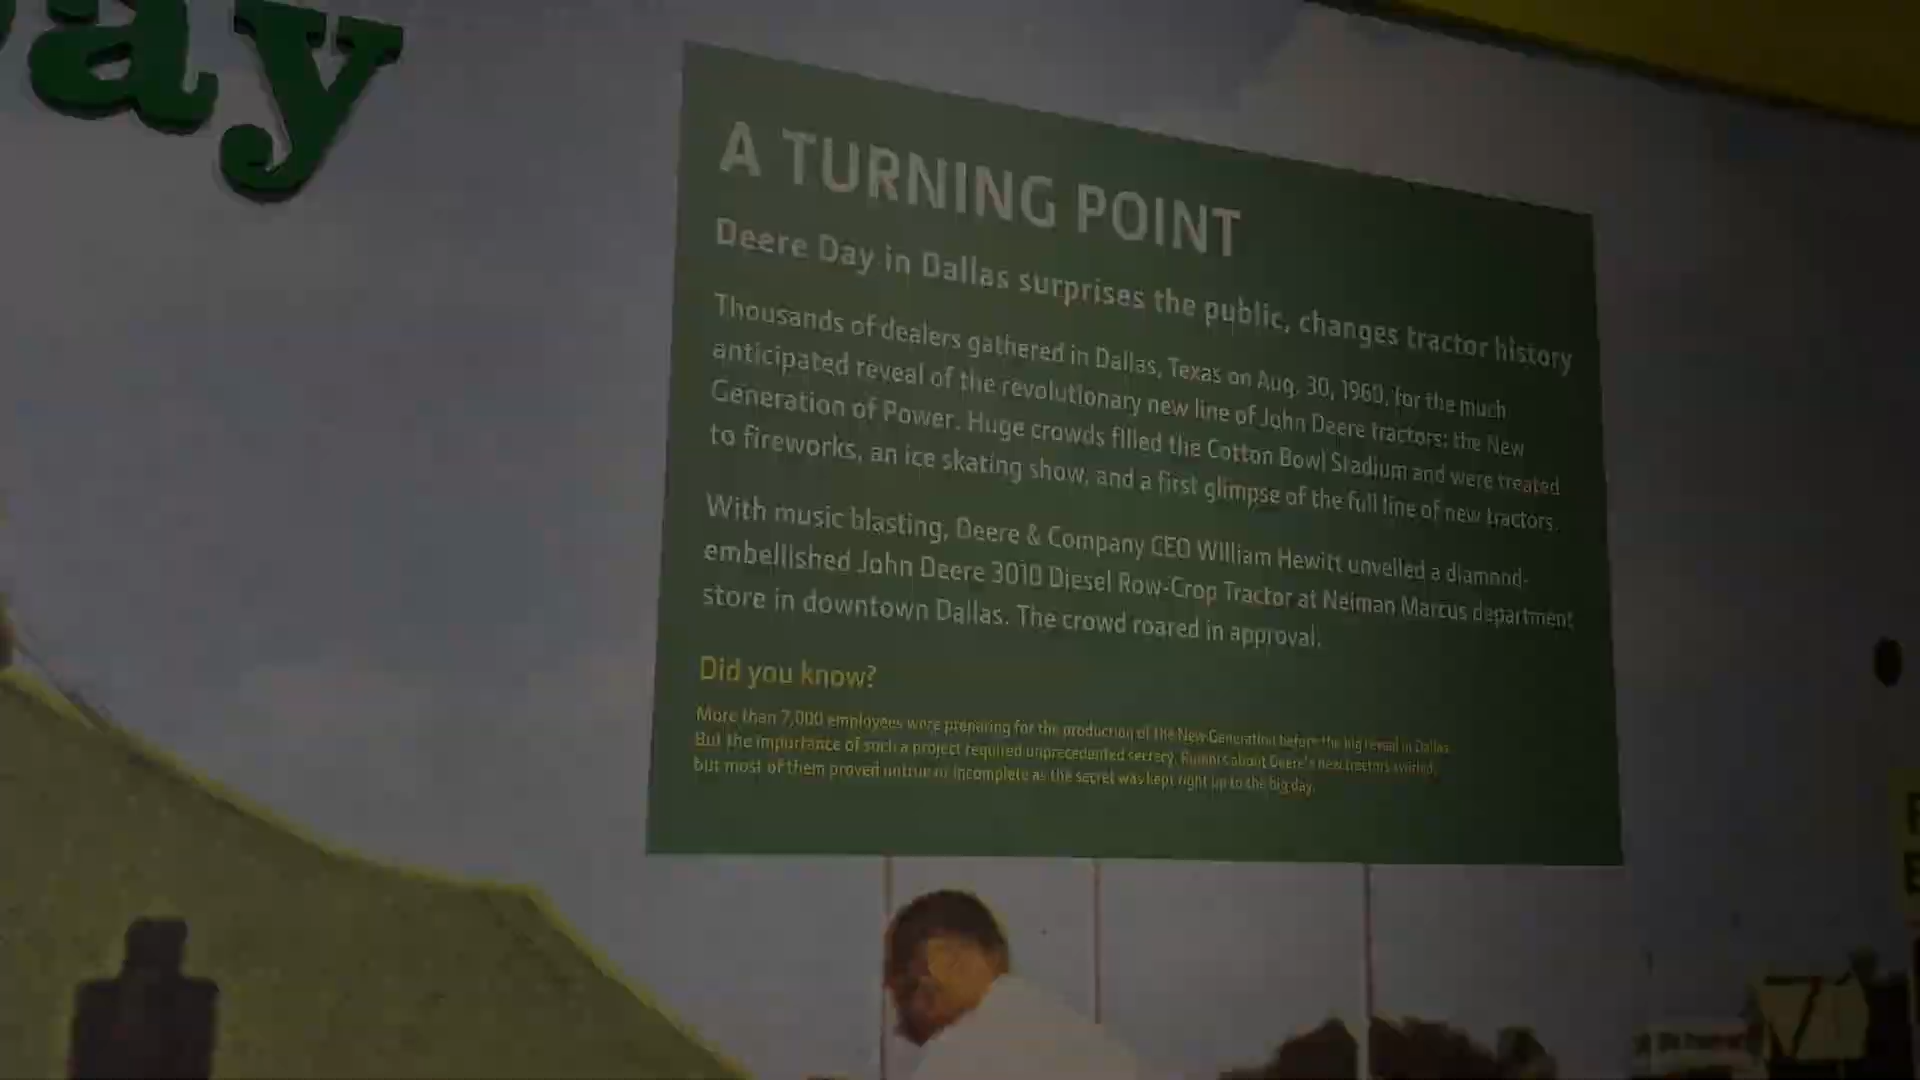 ay
A TURNING POINT
Deere Day in Dallas surprises the public, changes tractor history
Thousands of dealers gathered in Dallas, Texas on Aug. 30, 1960, for the much
anticipated reveal of the revolutionary new line of John Deere tractors: the New
Generation of Power. Huge crowds filled the Cotton Bowl Stadium and were treated
to fireworks, an ice skating show, and a first glimpse of the full line of new tractors.
With music blasting, Deere & Company CEO William Hewitt unveiled a diamond-
embellished John Deere 3010 Diesel Row-Crop Tractor at Neiman Marcus department
store in downtown Dallas. The crowd roared in approval.
Did you know?
More than 7,000 employees were preparing for the production of the New Generation before the big reveal in Dallas.
But the importance of such a project required unprecedented secrecy. Rumors about Deere's new tractors swirled,
but most of them proved untrue or incomplete as the secret was kept right up to the big day.